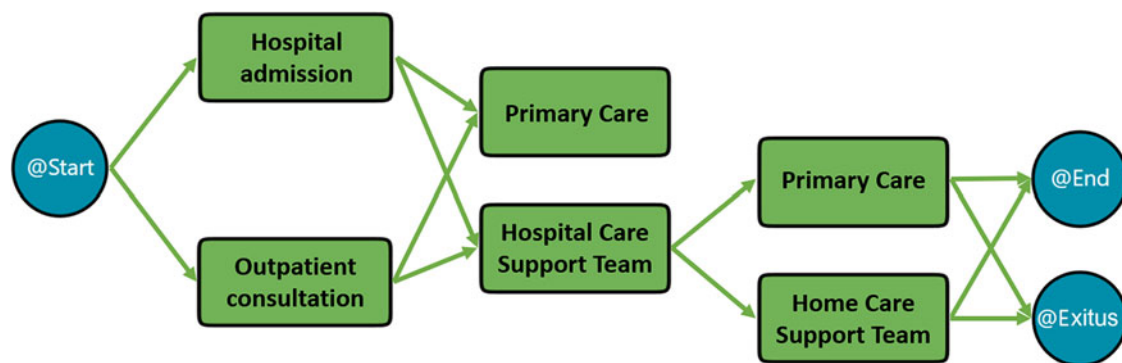 @Start
Hospital
admission
Outpatient
consultation
Primary Care
Hospital Care
Support Team
Primary Care
Home Care
Support Team
@End
@Exitus